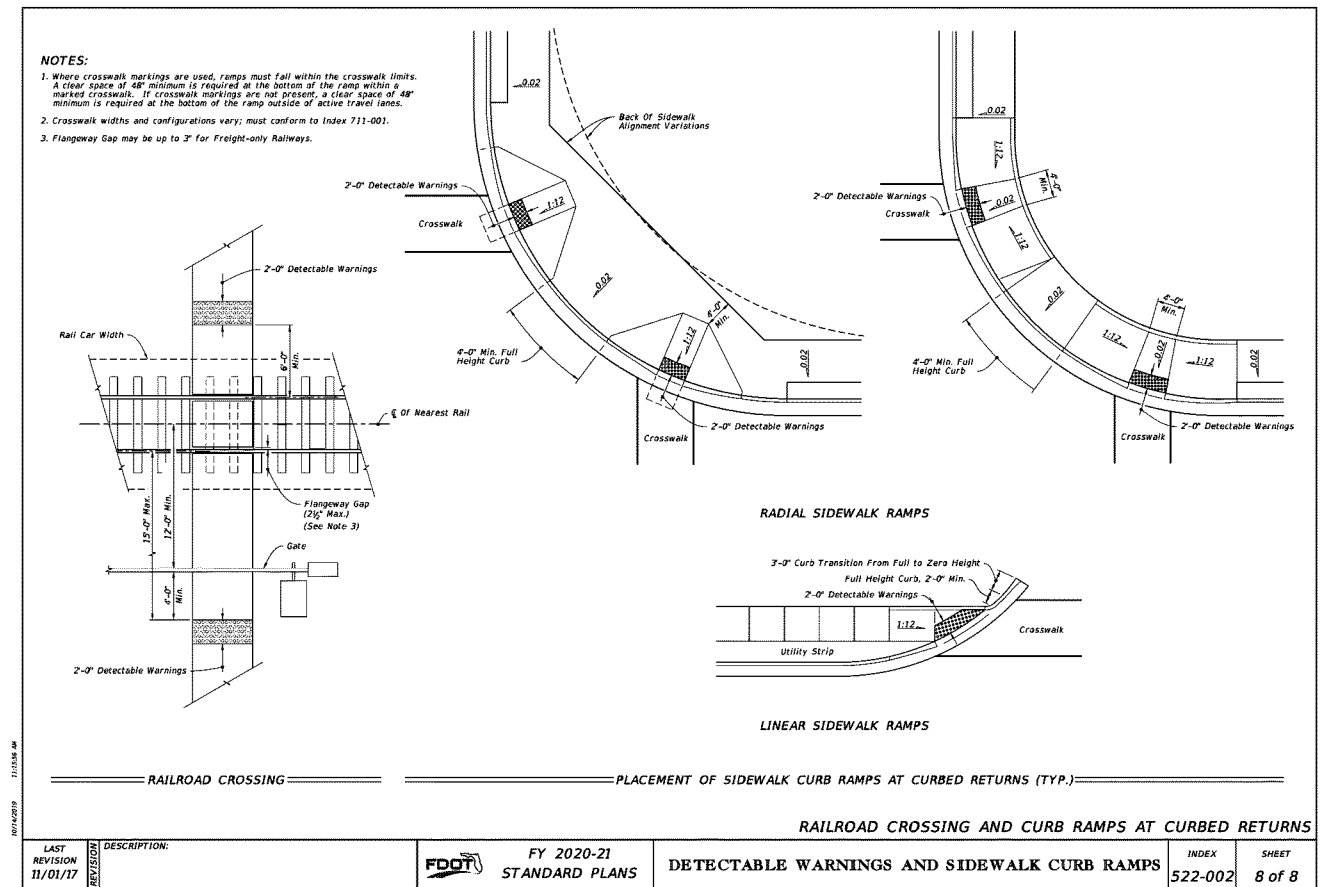 NOTES:
1. Where crosswalk markings are used, ramps must fall within the crosswalk limits.
A clear space of 48" minimum is required at the bottom of the ramp within a
marked crosswalk. If crosswalk markings are not present, a clear space of 48"
minimum is required at the bottom of the ramp outside of active travel lanes.
2. Crosswalk widths and configurations vary; must conform to Index 711-001.
3. Flangeway Gap may be up to 3" for Freight-only Railways.
2'-0" Detectable Warnings
Rail Car Width
6'-0"
Min.
℄ Of Nearest Rail
15'-0" Max.
12'-0" Min.
Flangeway Gap
(2½" Max.)
(See Note 3)
Gate
4'-0"
Min.
2'-0" Detectable Warnings
RAILROAD CROSSING
0.02
Back Of Sidewalk
Alignment Variations
2'-0" Detectable Warnings
Crosswalk
1:12
0.02
4'-0" Min. Full
Height Curb
1:12
4'-0"
Min.
0.02
2'-0" Detectable Warnings
Crosswalk
0.02
1:12
4'-0"
Min.
2'-0" Detectable Warnings
Crosswalk
0.02
1:12
0.02
4'-0" Min. Full
Height Curb
4'-0"
Min.
1:12
0.02
1:12
0.02
2'-0" Detectable Warnings
Crosswalk
RADIAL SIDEWALK RAMPS
3'-0" Curb Transition From Full to Zero Height
Full Height Curb, 2'-0" Min.
2'-0" Detectable Warnings
1:12
Crosswalk
Utility Strip
LINEAR SIDEWALK RAMPS
PLACEMENT OF SIDEWALK CURB RAMPS AT CURBED RETURNS (TYP.)
RAILROAD CROSSING AND CURB RAMPS AT CURBED RETURNS
10/14/2019 11:15:56 AM
LAST
REVISION
11/01/17
REVISION
DESCRIPTION:
FDOT
FY 2020-21
STANDARD PLANS
DETECTABLE WARNINGS AND SIDEWALK CURB RAMPS
INDEX
522-002
SHEET
8 of 8